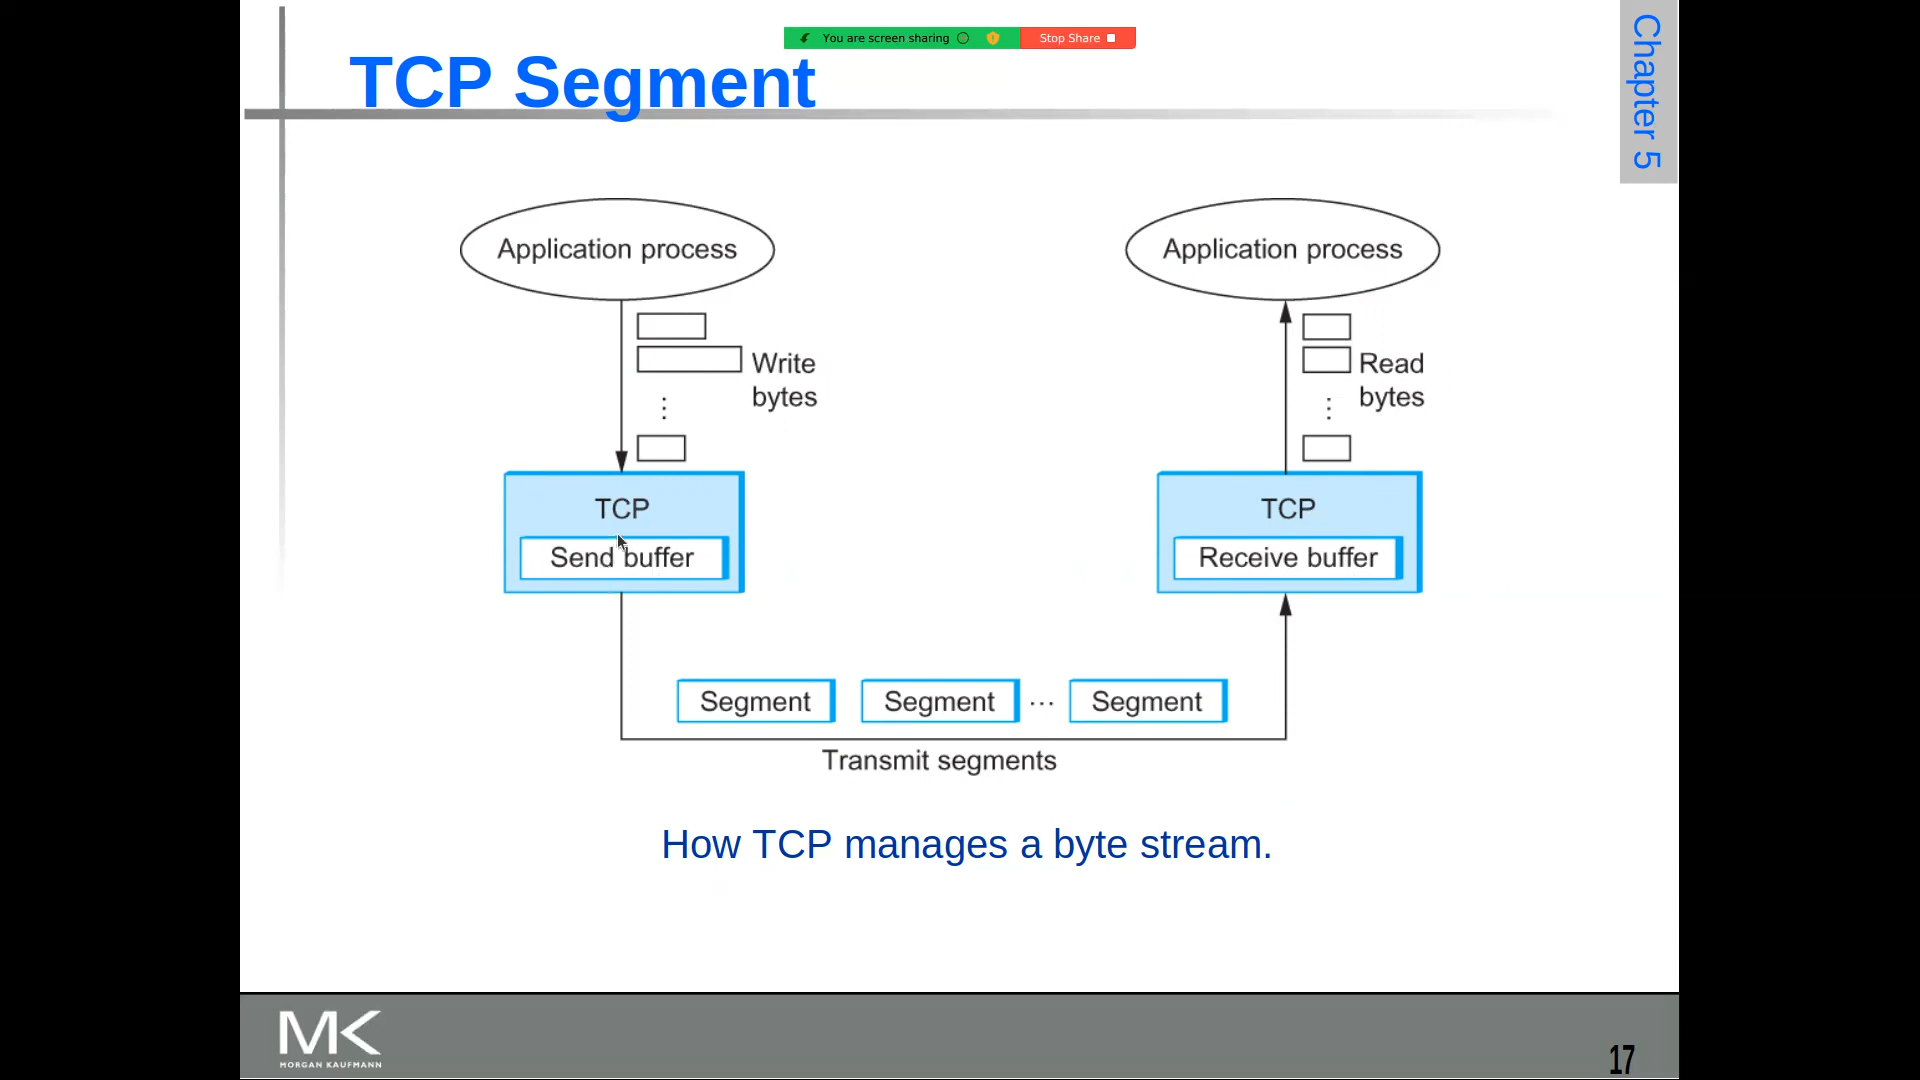 You are screen sharing
Stop Share
TCP Segment
Chapter 5
Application process
Application process
Write
bytes
Read
bytes
TCP
Send buffer
TCP
Receive buffer
Segment
Segment
...
Segment
Transmit segments
How TCP manages a byte stream.
MK
MORGAN KAUFMANN
17